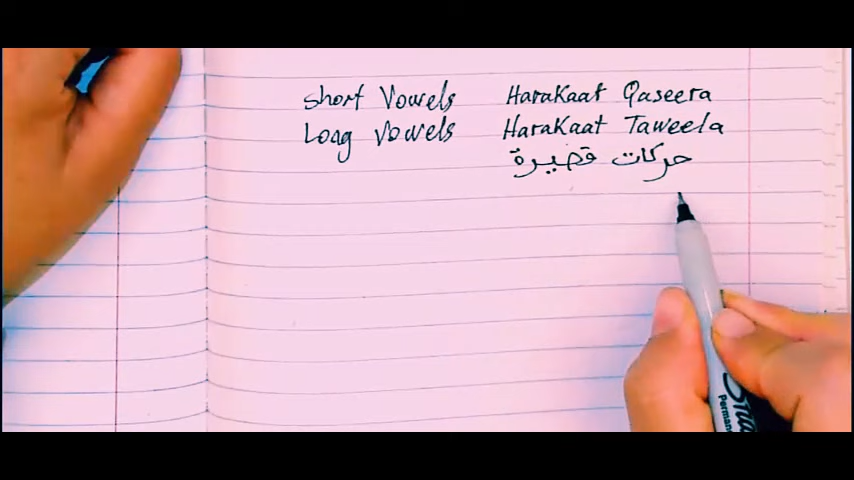 Short Vowels Harakaat Qaseera
Long Vowels Harakaat Taweela
حركات قصيرة